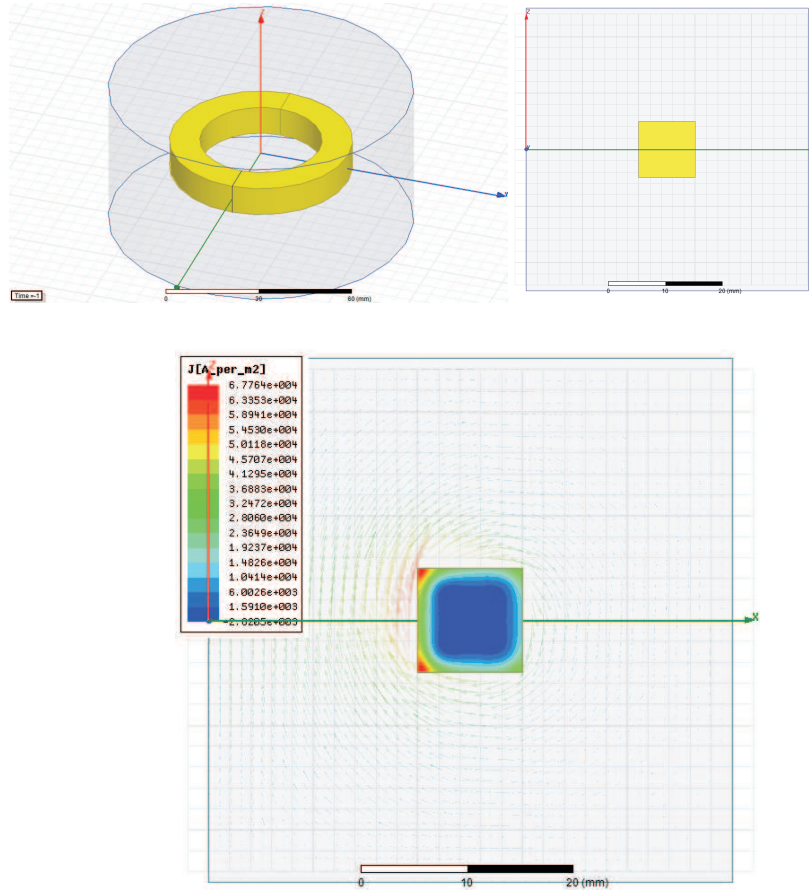 Z
Y
Time =-1
0
30
60 (mm)
Z
0
10
20 (mm)
J[A_per_m2]
Z
6.7764e+004
6.3353e+004
5.8941e+004
5.4530e+004
5.0118e+004
4.5707e+004
4.1295e+004
3.6883e+004
3.2472e+004
2.8060e+004
2.3649e+004
1.9237e+004
1.4826e+004
1.0414e+004
6.0026e+003
1.5910e+003
-2.8205e+003
X
0
10
20 (mm)